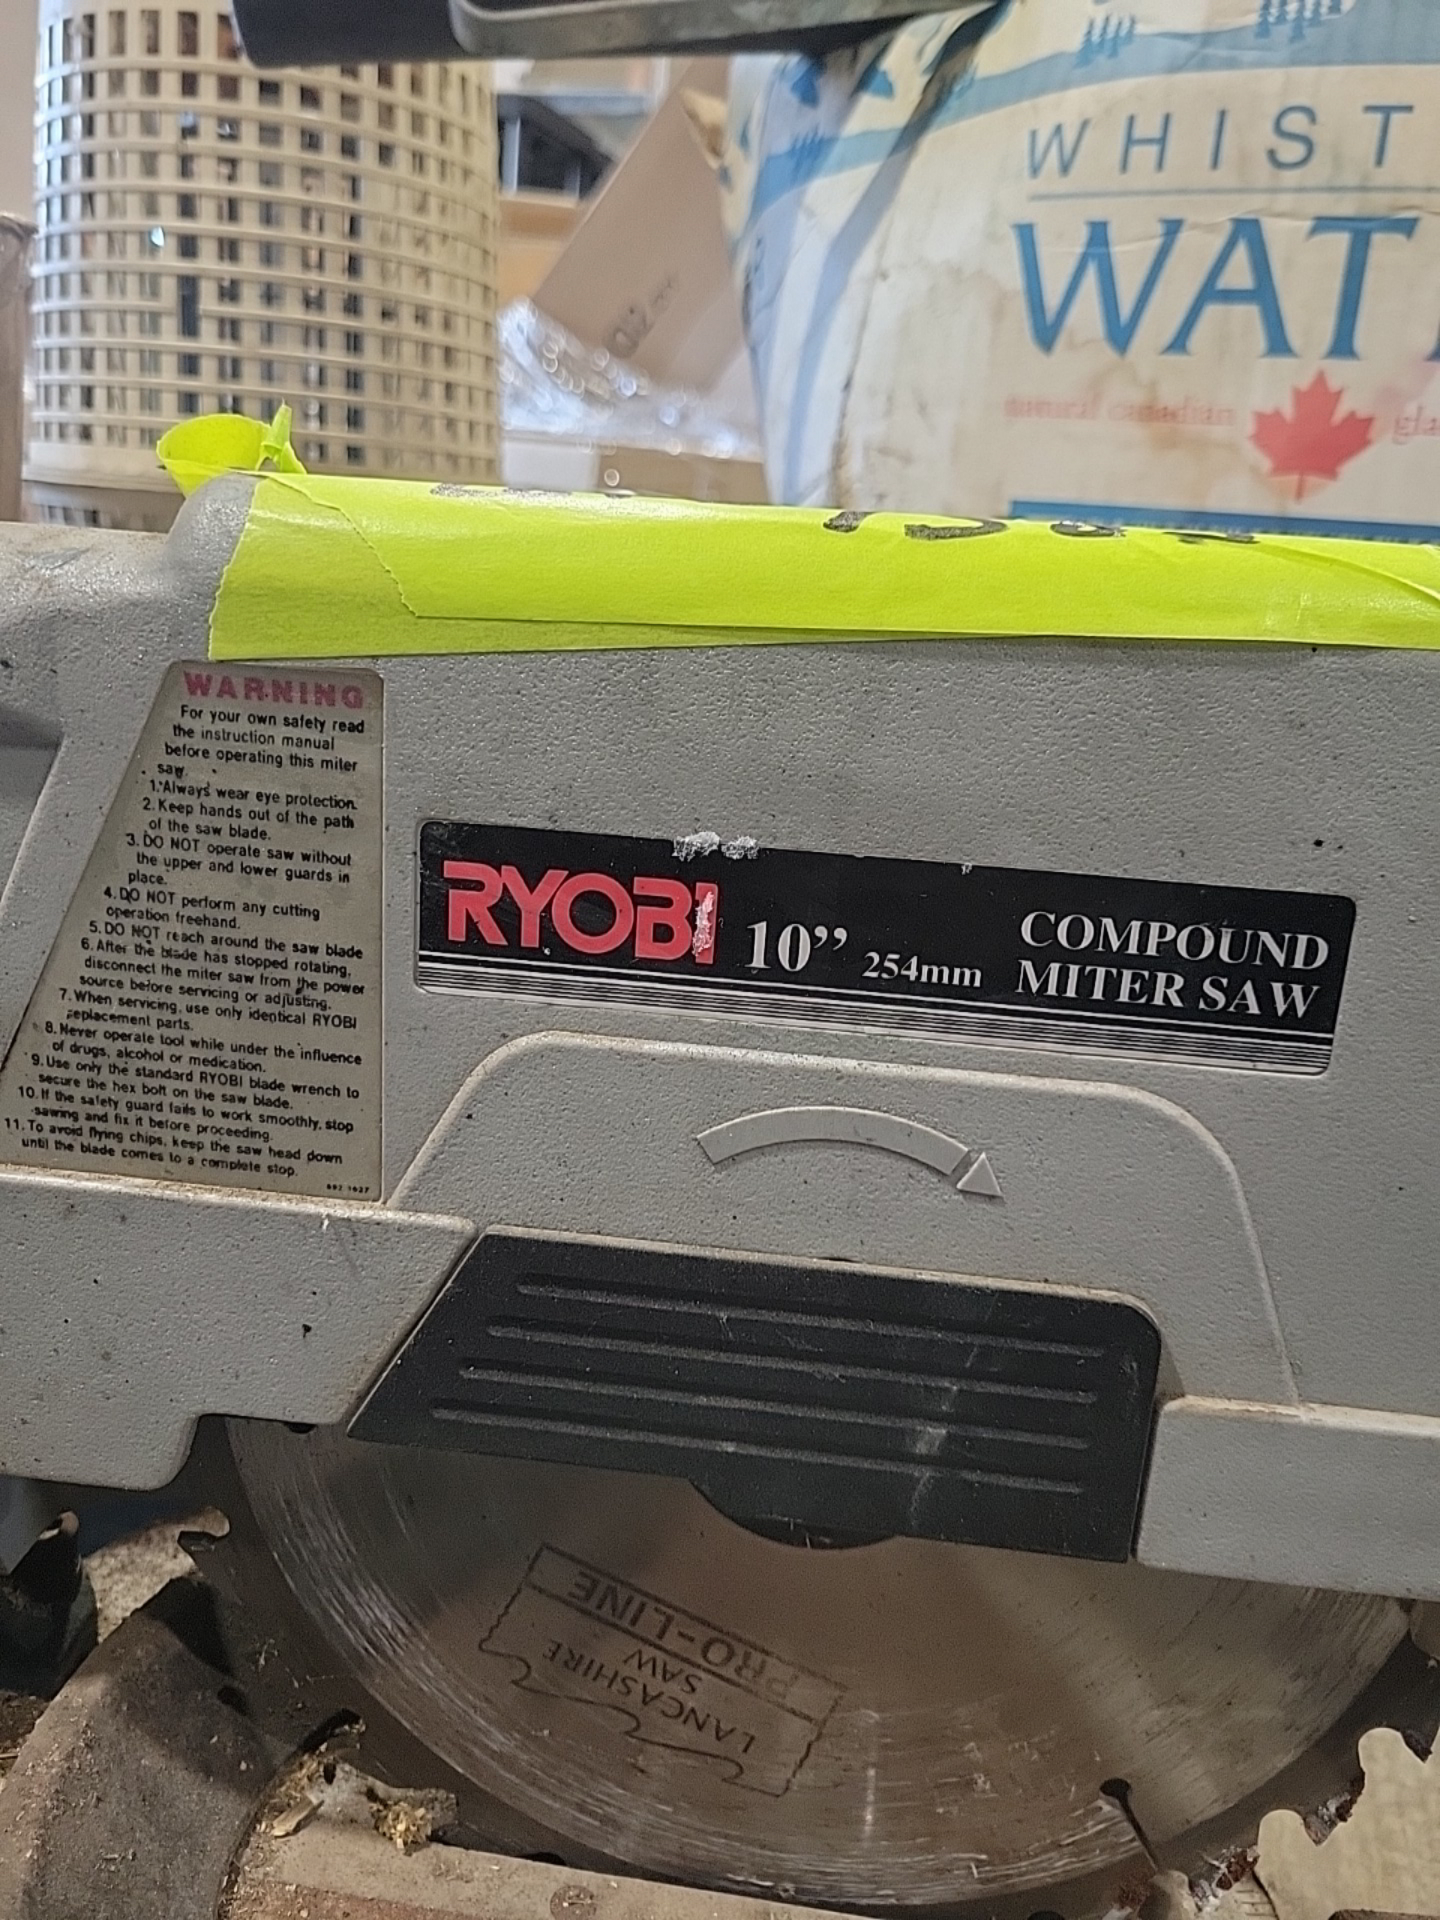 WHIST
WAT
natural canadian
gla
WARNING
For your own safety read
the instruction manual
before operating this miter
saw.
1. Always wear eye protection.
2. Keep hands out of the path
of the saw blade.
3. DO NOT operate saw without
the upper and lower guards in
place.
4. DO NOT perform any cutting
operation freehand.
5. DO NOT reach around the saw blade
6. After the blade has stopped rotating,
disconnect the miter saw from the power
source before servicing or adjusting.
7. When servicing, use only identical RYOBI
replacement parts.
8. Never operate tool while under the influence
of drugs, alcohol or medication.
9. Use only the standard RYOBI blade wrench to
secure the hex bolt on the saw blade.
10. If the safety guard fails to work smoothly, stop
sawing and fix it before proceeding.
11. To avoid flying chips, keep the saw head down
until the blade comes to a complete stop.
RYOBI 10” 254mm
COMPOUND
MITER SAW
LANCASHIRE
SAW
PRO-LINE